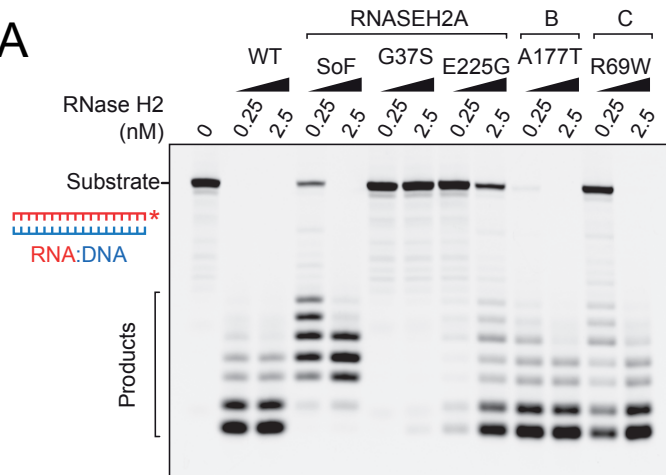 A
RNASEH2A B C
WT SoF G37S E225G A177T R69W
RNase H2
(nM)
0 0.25 2.5 0.25 2.5 0.25 2.5 0.25 2.5 0.25 2.5 0.25 2.5
Substrate
*
RNA:DNA
Products